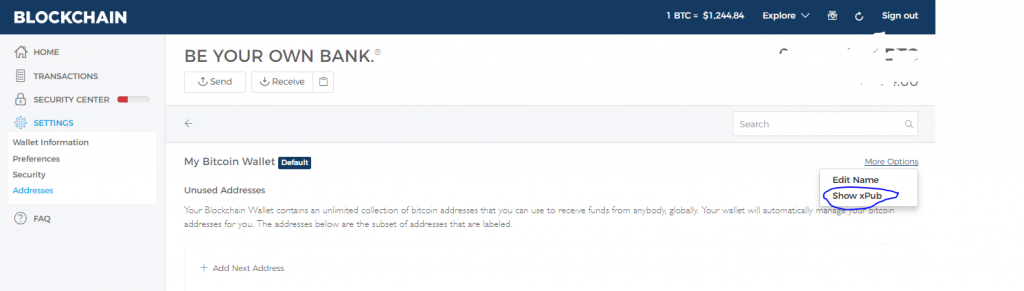 BLOCKCHAIN
1 BTC = $1,244.84 Explore Sign out
HOME
TRANSACTIONS
SECURITY CENTER
SETTINGS
Wallet Information
Preferences
Security
Addresses
FAQ
BE YOUR OWN BANK.®
Send Receive
Search
My Bitcoin Wallet Default
More Options
Edit Name
Show xPub
Unused Addresses
Your Blockchain Wallet contains an unlimited collection of bitcoin addresses that you can use to receive funds from anybody, globally. Your wallet will automatically manage your bitcoin
addresses for you. The addresses below are the subset of addresses that are labeled.
+ Add Next Address